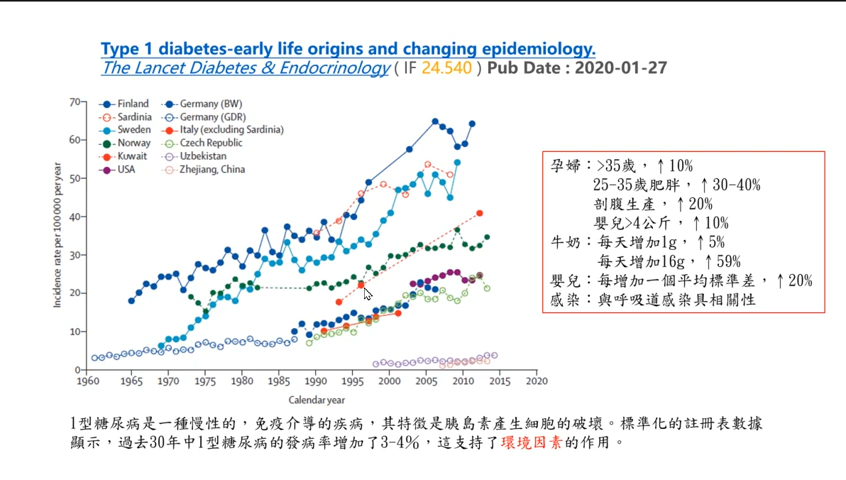 Type 1 diabetes-early life origins and changing epidemiology.
The Lancet Diabetes & Endocrinology ( IF 24.540 ) Pub Date : 2020-01-27
Incidence rate per 100 000 per year
70
60
50
40
30
20
10
0
Finland
Sardinia
Sweden
Norway
Kuwait
USA
Germany (BW)
Germany (GDR)
Italy (excluding Sardinia)
Czech Republic
Uzbekistan
Zhejiang, China
1960 1965 1970 1975 1980 1985 1990 1995 2000 2005 2010 2015 2020
Calendar year
孕婦：>35歲，↑10%
25-35歲肥胖，↑30-40%
剖腹生產，↑20%
嬰兒>4公斤，↑10%
牛奶：每天增加1g，↑5%
每天增加16g，↑59%
嬰兒：每增加一個平均標準差，↑20%
感染：與呼吸道感染具相關性
1型糖尿病是一種慢性的，免疫介導的疾病，其特徵是胰島素產生細胞的破壞。標準化的註冊表數據
顯示，過去30年中1型糖尿病的發病率增加了3-4%，這支持了環境因素的作用。